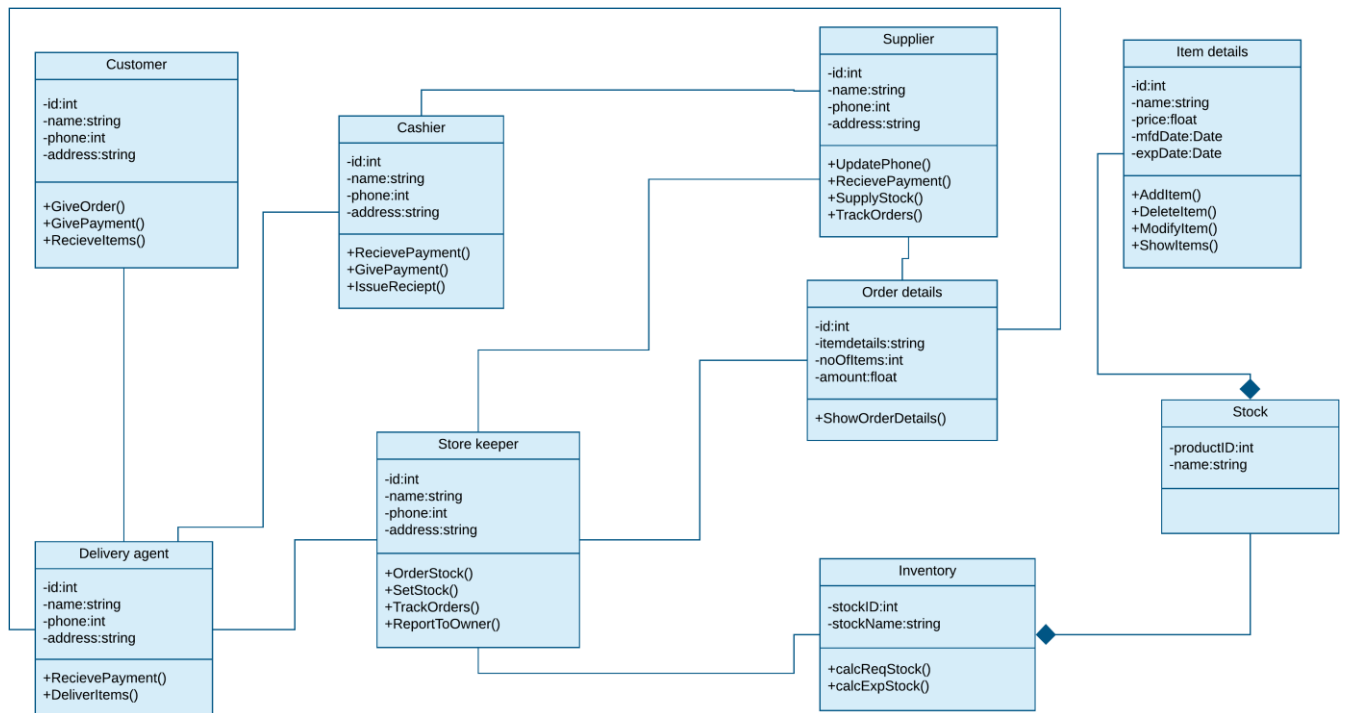 Customer
-id:int
-name:string
-phone:int
-address:string
+GiveOrder()
+GivePayment()
+RecieveItems()
Cashier
-id:int
-name:string
-phone:int
-address:string
+RecievePayment()
+GivePayment()
+IssueReciept()
Supplier
-id:int
-name:string
-phone:int
-address:string
+UpdatePhone()
+RecievePayment()
+SupplyStock()
+TrackOrders()
Item details
-id:int
-name:string
-price:float
-mfdDate:Date
-expDate:Date
+AddItem()
+DeleteItem()
+ModifyItem()
+ShowItems()
Order details
-id:int
-itemdetails:string
-noOfItems:int
-amount:float
+ShowOrderDetails()
Stock
-productID:int
-name:string
Store keeper
-id:int
-name:string
-phone:int
-address:string
+OrderStock()
+SetStock()
+TrackOrders()
+ReportToOwner()
Delivery agent
-id:int
-name:string
-phone:int
-address:string
+RecievePayment()
+DeliverItems()
Inventory
-stockID:int
-stockName:string
+calcReqStock()
+calcExpStock()